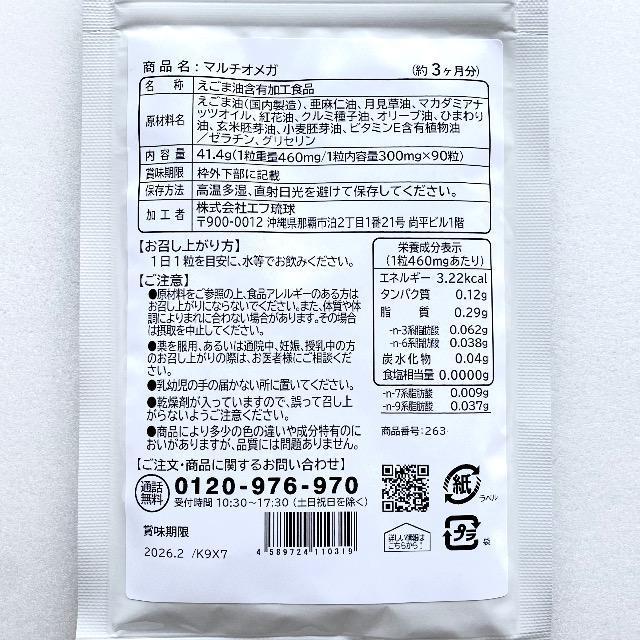 商品名:マルチオメガ (約3ヶ月分)
名 称 えごま油含有加工食品
原材料名 えごま油(国内製造)、亜麻仁油、月見草油、マカダミアナ
ッツオイル、紅花油、クルミ種子油、オリーブ油、ひまわり
油、玄米胚芽油、小麦胚芽油、ビタミンE含有植物油
/ゼラチン、グリセリン
内 容 量 41.4g(1粒重量460mg/1粒内容量300mg×90粒)
賞味期限 枠外下部に記載
保存方法 高温多湿、直射日光を避けて保存してください。
加 工 者 株式会社エフ琉球
〒900-0012 沖縄県那覇市泊2丁目1番21号 尚平ビル1階
【お召し上がり方】
1日1粒を目安に、水等でお飲みください。
【ご注意】
●原材料をご参照の上、食品アレルギーのある方は
お召し上がりにならないでください。また、体質や体
調によりまれに合わない場合があります。その場合
は摂取を中止してください。
●薬を服用、あるいは通院中、妊娠、授乳中の方
のお召し上がりの際は、お医者様にご相談くだ
さい。
●乳幼児の手の届かない所に置いてください。
●乾燥剤が入っていますので、誤って召し上
がらないようご注意ください。
●商品により多少の色の違いや成分特有のに
おいがありますが、品質には問題ありません。
栄養成分表示
(1粒460mgあたり)
エネルギー 3.22kcal
タンパク質 0.12g
脂 質 0.29g
-n-3系脂肪酸 0.062g
-n-6系脂肪酸 0.038g
炭水化物 0.04g
食塩相当量 0.0000g
-n-7系脂肪酸 0.009g
-n-9系脂肪酸 0.037g
商品番号:263
【ご注文・商品に関するお問い合わせ】
通話無料 0120-976-970
受付時間 10:30~17:30 (土日祝日を除く)
賞味期限
2026.2 /K9X7
4 589724 110319
詳しい情報は
こちらから!
紙
ラベル
プラ
袋